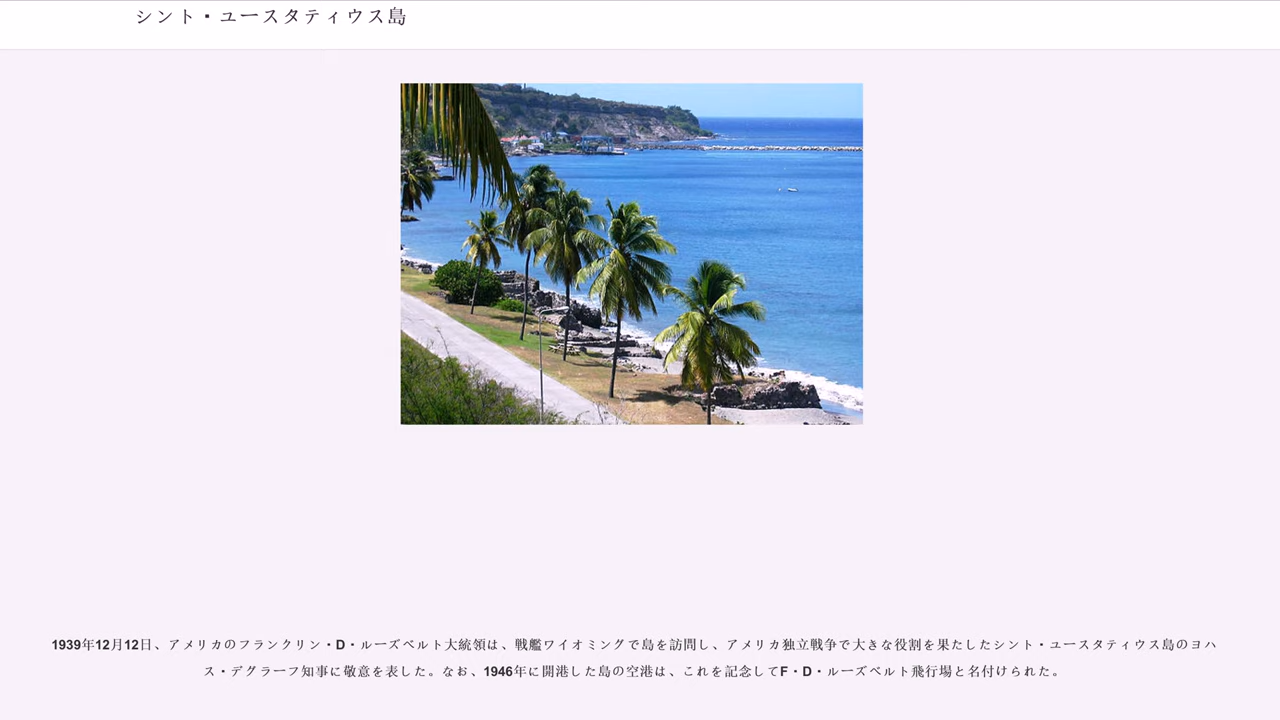 シント・ユースタティウス島
1939年12月12日、アメリカのフランクリン・D・ルーズベルト大統領は、戦艦ワイオミングで島を訪問し、アメリカ独立戦争で大きな役割を果たしたシント・ユースタティウス島のヨハ
ス・デグラーフ知事に敬意を表した。なお、1946年に開港した島の空港は、これを記念してF・D・ルーズベルト飛行場と名付けられた。